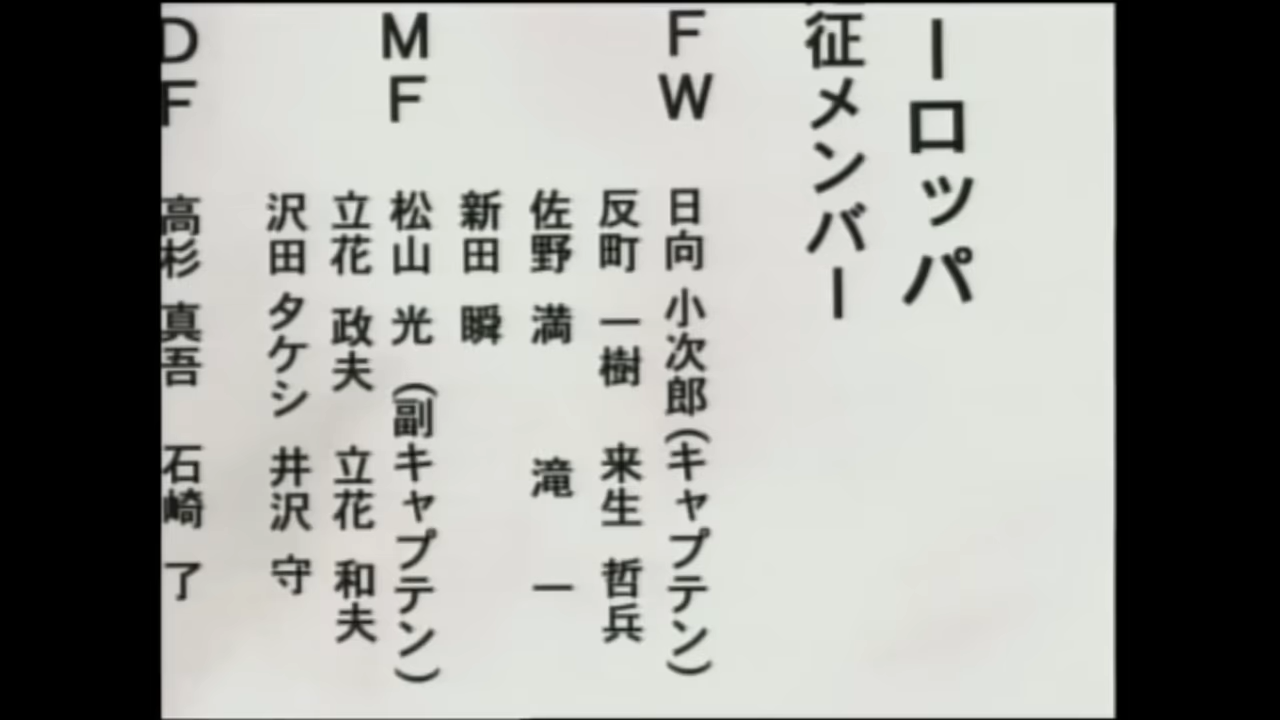 ーロッパ
征メンバー
FW 日向 小次郎(キャプテン)
反町 一樹 来生 哲兵
佐野 満 滝 一
新田 瞬
MF 松山 光 (副キャプテン)
立花 政夫 立花 和夫
沢田 タケシ 井沢 守
DF 高杉 真吾 石崎 了